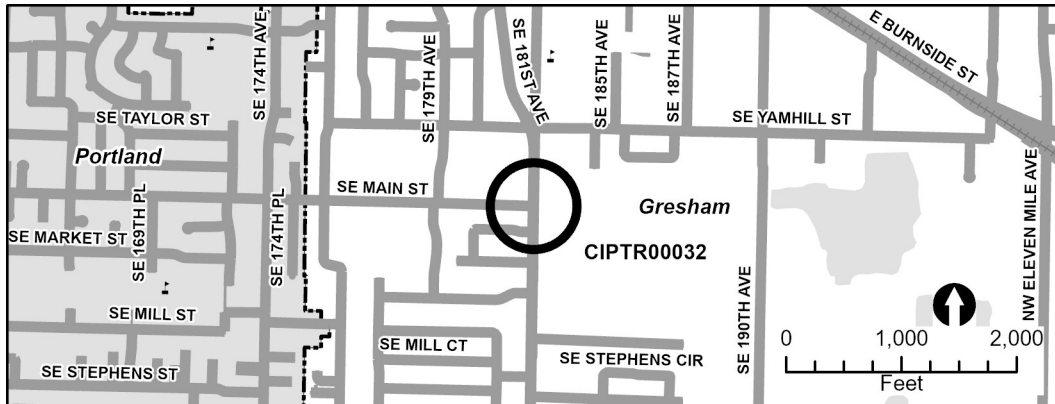 E BURNSIDE ST
SE 174TH AVE
SE 179TH AVE
SE 181ST AVE
SE 185TH AVE
SE 187TH AVE
SE TAYLOR ST
SE YAMHILL ST
Portland
SE MAIN ST
Gresham
SE 169TH PL
SE 174TH PL
SE MARKET ST
CIPTR00032
SE 190TH AVE
NW ELEVEN MILE AVE
SE MILL ST
SE MILL CT
SE STEPHENS CIR
SE STEPHENS ST
0 1,000 2,000
Feet